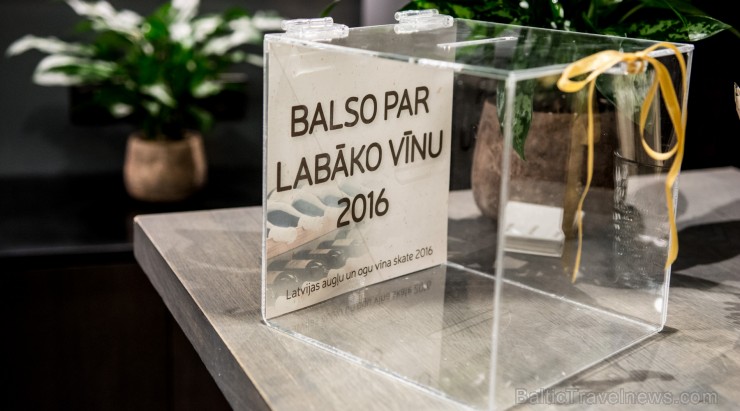 BALSO PAR
LABĀKO VĪNU
2016
Latvijas augļu un ogu vīna skate 2016
BalticTravelnews.com